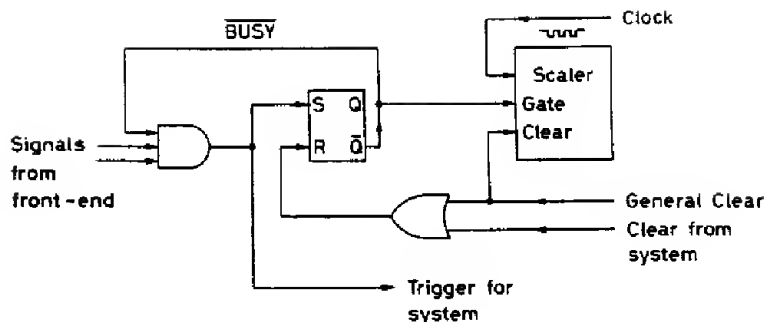 Clock
BUSY
Scaler
S Q
Gate
R Q̅
Clear
Signals
from
front-end
General Clear
Clear from
system
Trigger for
system